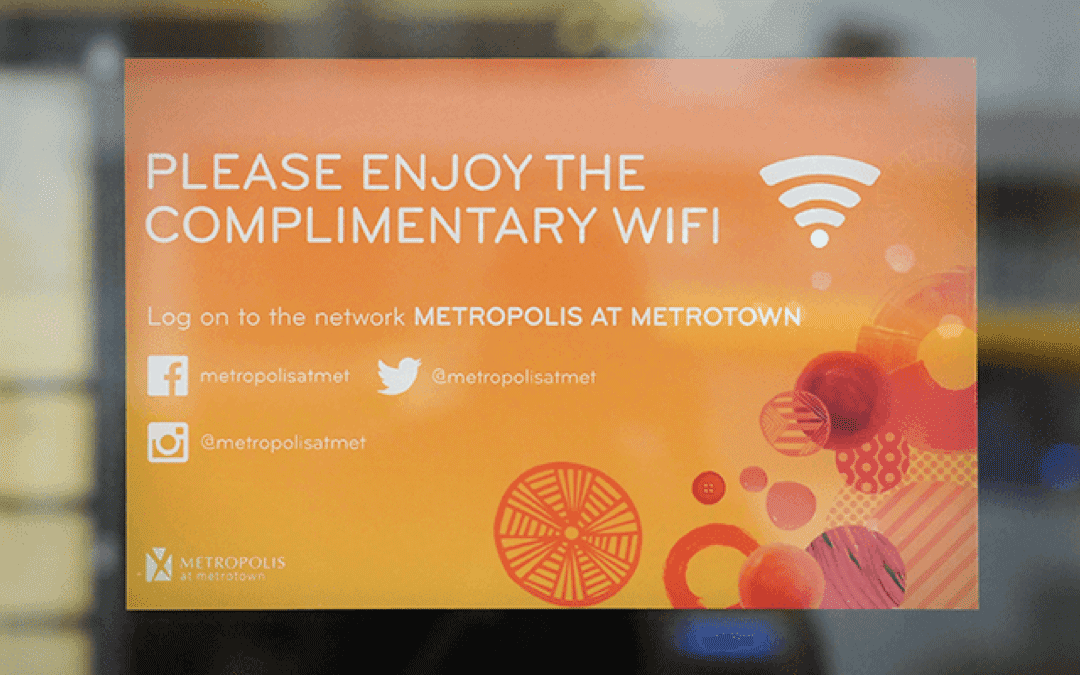 PLEASE ENJOY THE
COMPLIMENTARY WIFI
Log on to the network METROPOLIS AT METROTOWN
metropolisatmet @metropolisatmet
@metropolisatmet
METROPOLIS
at metrotown